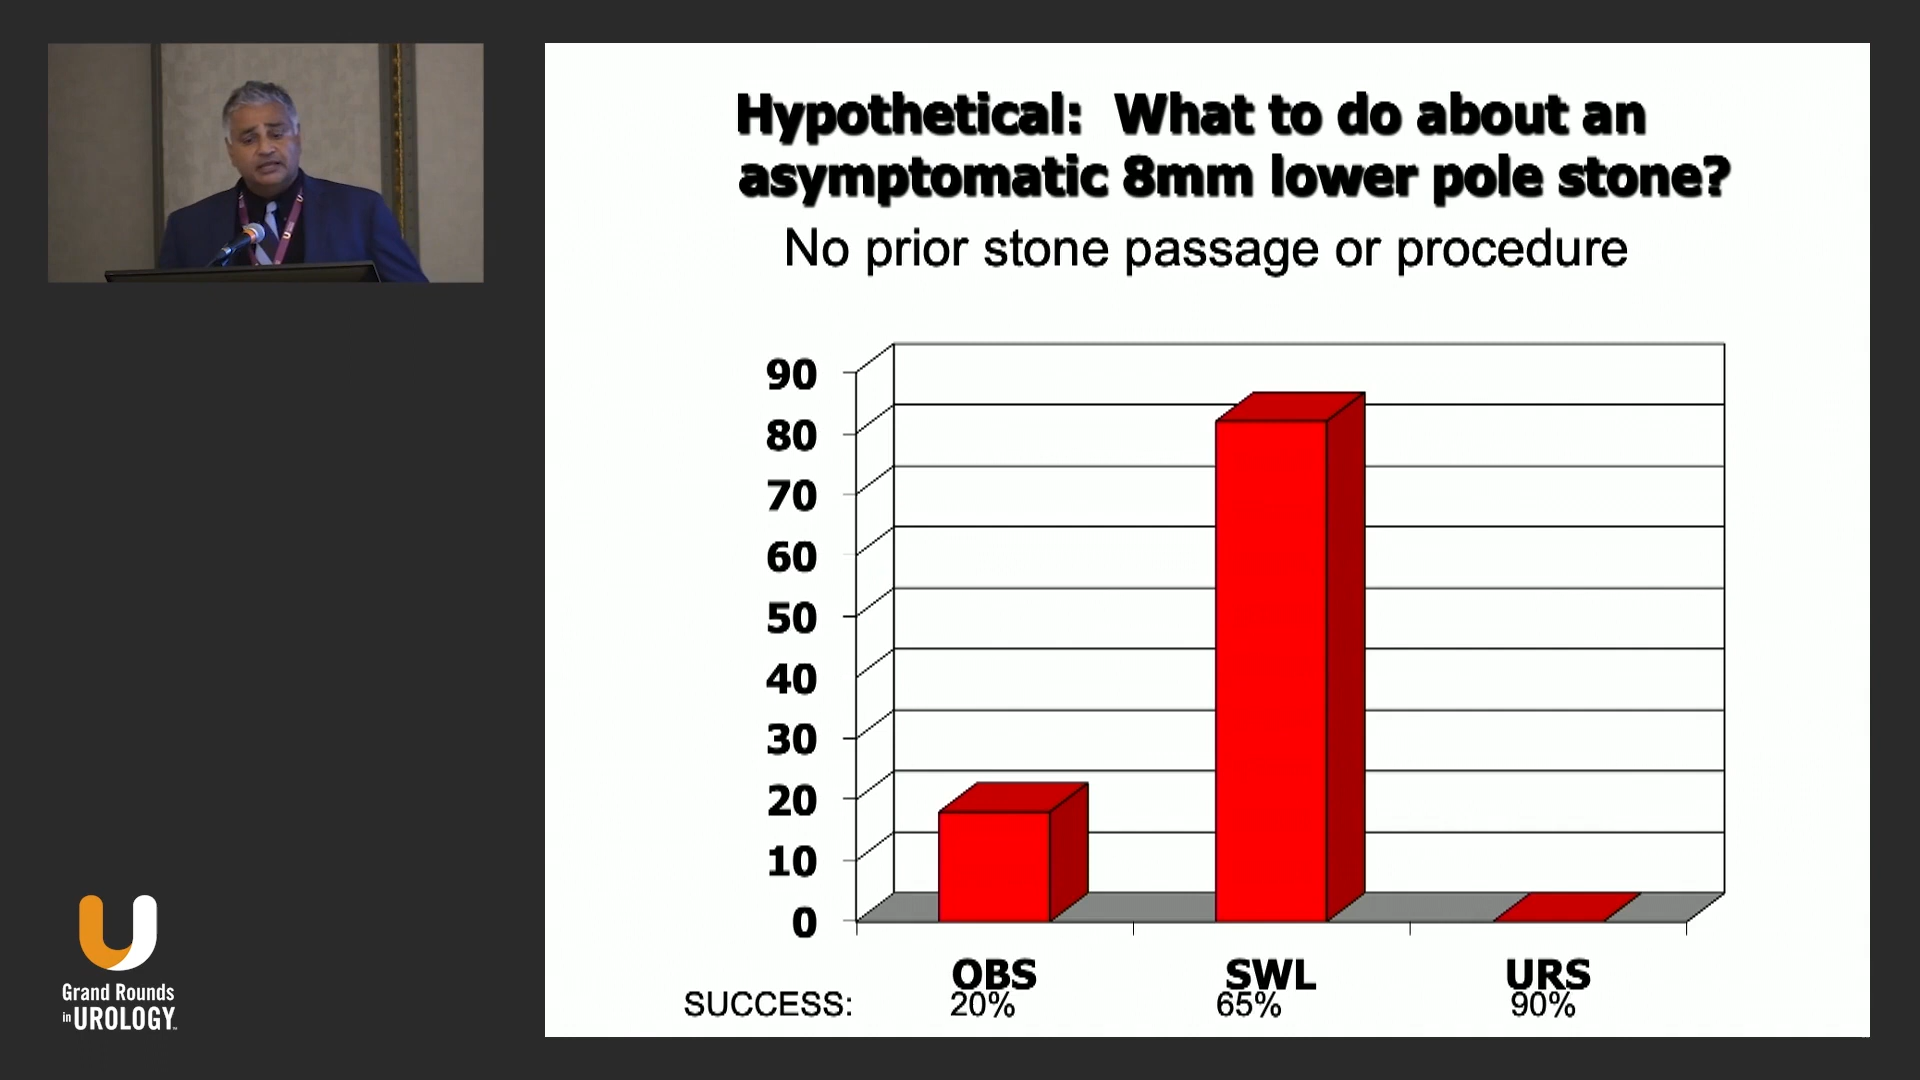 Hypothetical: What to do about an
asymptomatic 8mm lower pole stone?
No prior stone passage or procedure
90
80
70
60
50
40
30
20
10
0
OBS SWL URS
SUCCESS: 20% 65% 90%
Grand Rounds
in UROLOGY